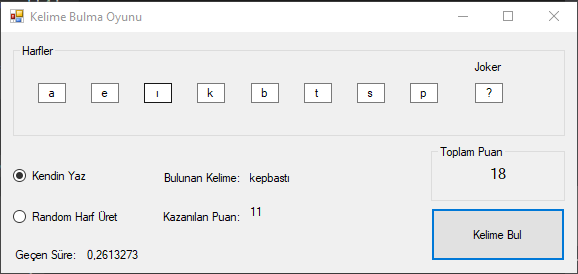 Kelime Bulma Oyunu
Harfler
Joker
a e ı k b t s p ?
Kendin Yaz
Bulunan Kelime: kepbastı
Toplam Puan
18
Random Harf Üret
Kazanılan Puan: 11
Kelime Bul
Geçen Süre: 0,2613273